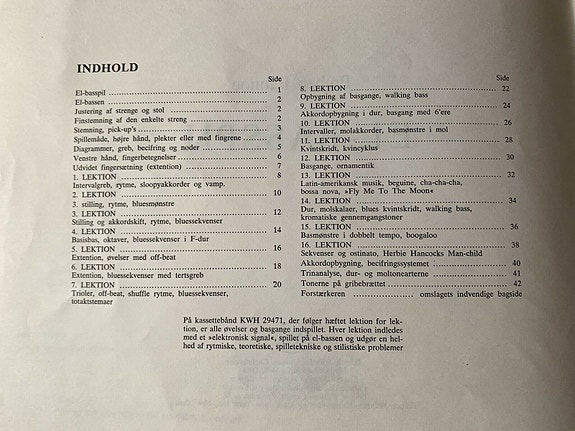 INDHOLD
Side
El-basspil .......... 1
El-bassen .......... 2
Justering af strenge og stol .......... 2
Finstemning af den enkelte streng .......... 2
Stemning, pick-up's .......... 3
Spillemåde, højre hånd, plekter eller med fingrene .......... 4
Diagrammer, greb, becifring og noder .......... 5
Venstre hånd, fingerbetegnelser .......... 6
Udvidet fingersætning (extention) .......... 7
1. LEKTION .......... 8
Intervalgreb, rytme, sloopyakkorder og vamp.
2. LEKTION .......... 10
3. stilling, rytme, bluesmønstre
3. LEKTION .......... 12
Stilling og akkordskift, rytme, bluessekvenser
4. LEKTION .......... 14
Basisbas, oktaver, bluessekvenser i F-dur
5. LEKTION .......... 16
Extention, øvelser med off-beat
6. LEKTION .......... 18
Extention, bluessekvenser med tertsgreb
7. LEKTION .......... 20
Trioler, off-beat, shuffle rytme, bluessekvenser,
totaktstemaer
Side
8. LEKTION .......... 22
Opbygning af basgange, walking bass
9. LEKTION .......... 24
Akkordopbygning i dur, basgang med 6'ere
10. LEKTION .......... 26
Intervaller, molakkorder, basmønstre i mol
11. LEKTION .......... 28
Kvintskridt, kvincyklus
12. LEKTION .......... 30
Basgange, ornamentik
13. LEKTION .......... 32
Latin-amerikansk musik, beguine, cha-cha-cha,
bossa nova, »Fly Me To The Moon«
14. LEKTION .......... 34
Dur, molskalaer, blues kvintskridt, walking bass,
kromatiske gennemgangstoner
15. LEKTION .......... 36
Basmønstre i dobbelt tempo, boogaloo
16. LEKTION .......... 38
Sekvenser og ostinato, Herbie Hancocks Man-child
Akkordopbygning, becifringssystemet .......... 40
Trinanalyse, dur- og moltonearterne .......... 41
Tonerne på gribebrættet .......... 42
Forstærkeren .......... omslagets indvendige bagside
På kassettebånd KWH 29471, der følger hæftet lektion for lek-
tion, er alle øvelser og basgange indspillet. Hver lektion indledes
med et »elektronisk signal«, spillet på el-bassen og udgør en hel-
hed af rytmiske, teoretiske, spilletekniske og stilistiske problemer